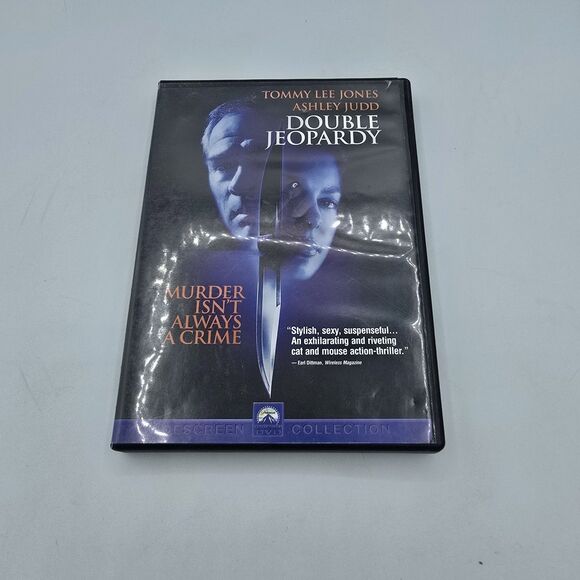 TOMMY LEE JONES
ASHLEY JUDD
DOUBLE
JEOPARDY
MURDER
ISN'T
ALWAYS
A CRIME
"Stylish, sexy, suspenseful...
An exhilarating and riveting
cat and mouse action-thriller."
— Earl Dittman, Wireless Magazine
DESCREEN COLLECTION